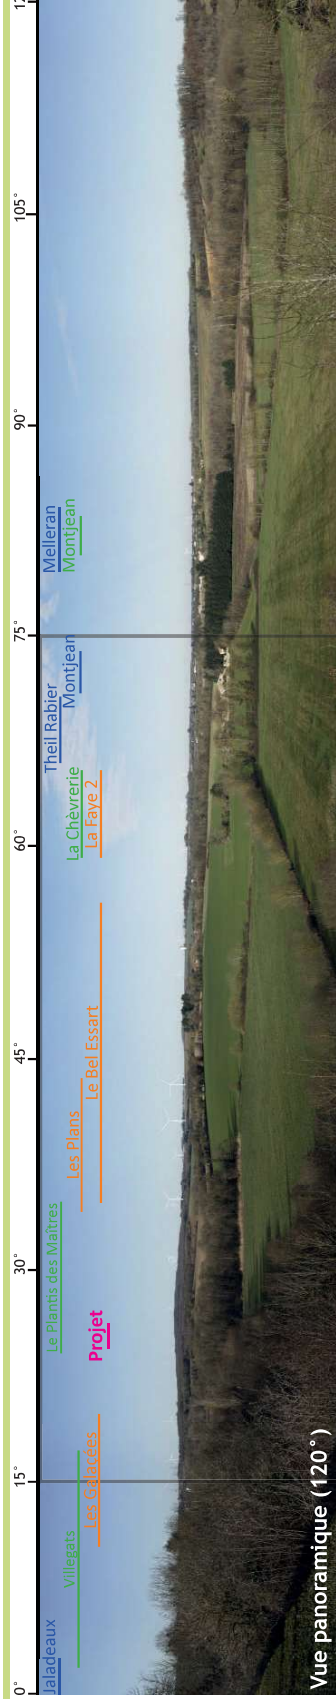 0°
15°
30°
45°
60°
75°
90°
105°
Jaladeaux
Villegats
Les Galacées
Le Plantis des Maîtres
Projet
Les Plans
Le Bel Essart
La Chèvrerie
La Faye 2
Theil Rabier
Montjean
Melleran
Montjean
Vue panoramique (120°)